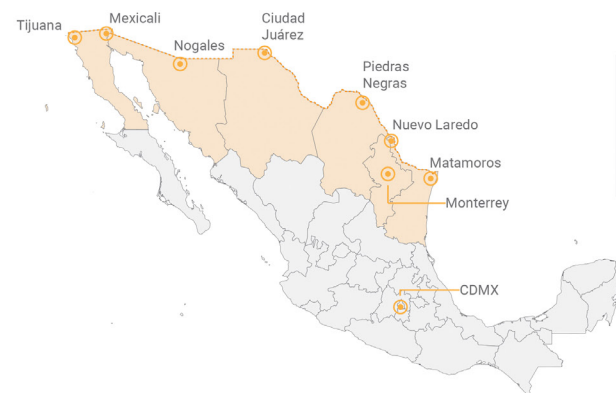 Tijuana
Mexicali
Nogales
Ciudad
Juárez
Piedras
Negras
Nuevo Laredo
Matamoros
Monterrey
CDMX